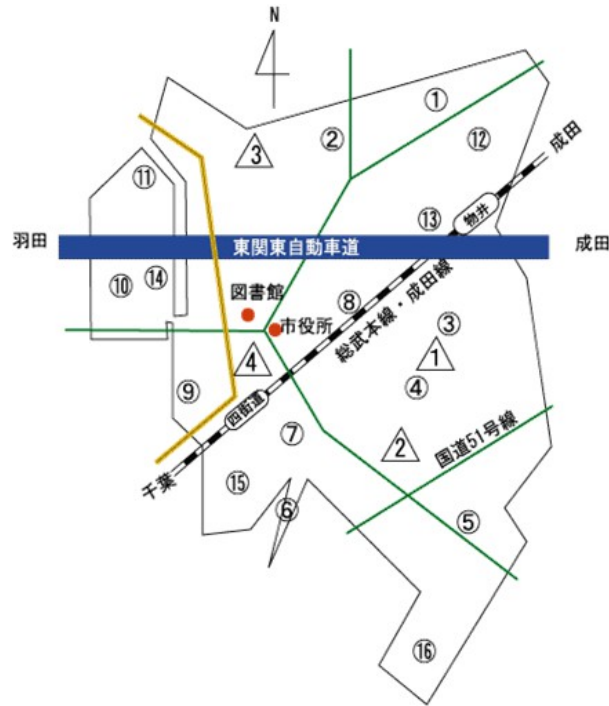 N
①
②
③
⑫
成田
⑪
⑬
物井
羽田
東関東自動車道
成田
⑩
⑭
図書館
⑧
市役所
総武本線・成田線
③
1
4
④
⑨
四街道
⑦
2
国道51号線
千葉
⑮
⑥
⑤
⑯